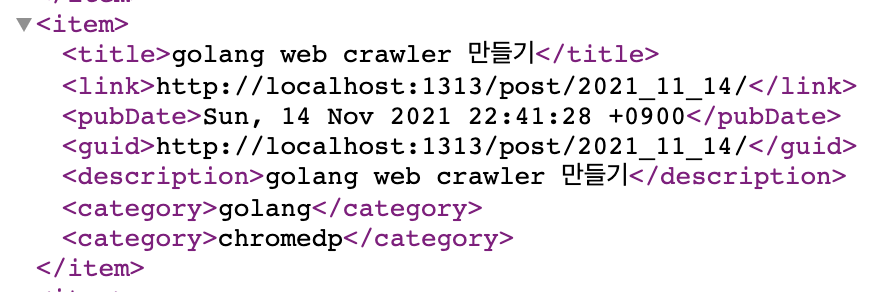 <item>
<title>golang web crawler 만들기</title>
<link>http://localhost:1313/post/2021_11_14/</link>
<pubDate>Sun, 14 Nov 2021 22:41:28 +0900</pubDate>
<guid>http://localhost:1313/post/2021_11_14/</guid>
<description>golang web crawler 만들기</description>
<category>golang</category>
<category>chromedp</category>
</item>